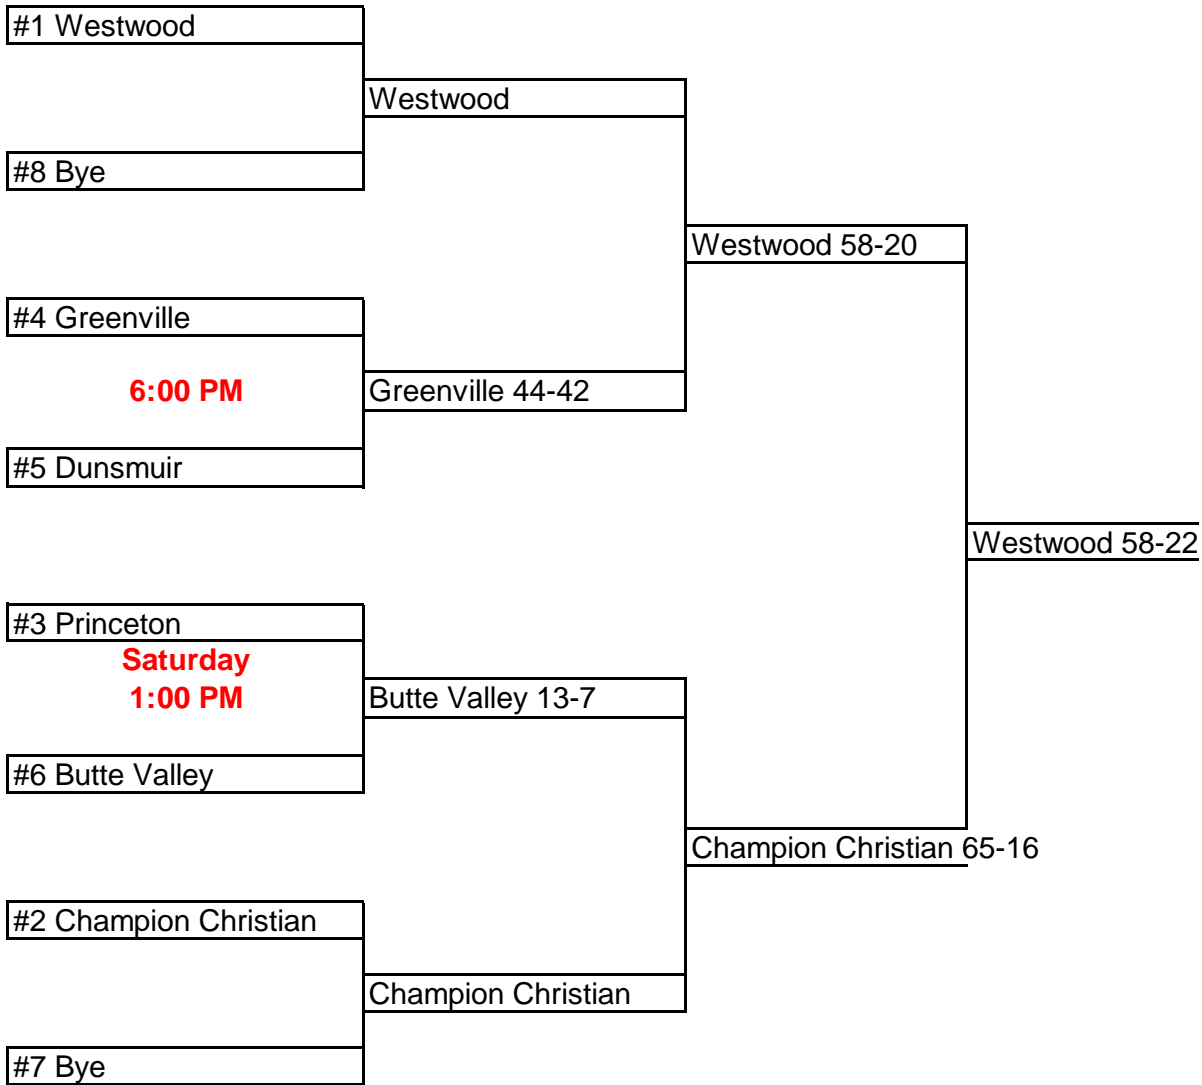 #1 Westwood
Westwood
#8 Bye
Westwood 58-20
#4 Greenville
6:00 PM
Greenville 44-42
#5 Dunsmuir
Westwood 58-22
#3 Princeton
Saturday
1:00 PM
Butte Valley 13-7
#6 Butte Valley
Champion Christian 65-16
#2 Champion Christian
Champion Christian
#7 Bye